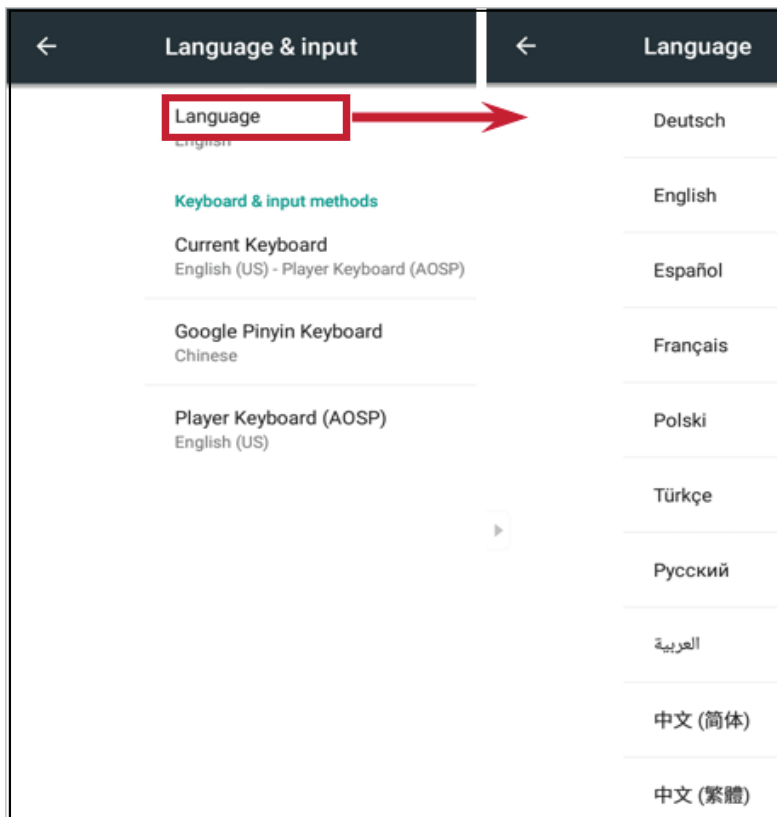 Language & input
Language
English
Keyboard & input methods
Current Keyboard
English (US) - Player Keyboard (AOSP)
Google Pinyin Keyboard
Chinese
Player Keyboard (AOSP)
English (US)
Language
Deutsch
English
Español
Français
Polski
Türkçe
Русский
العربية
中文 (简体)
中文 (繁體)